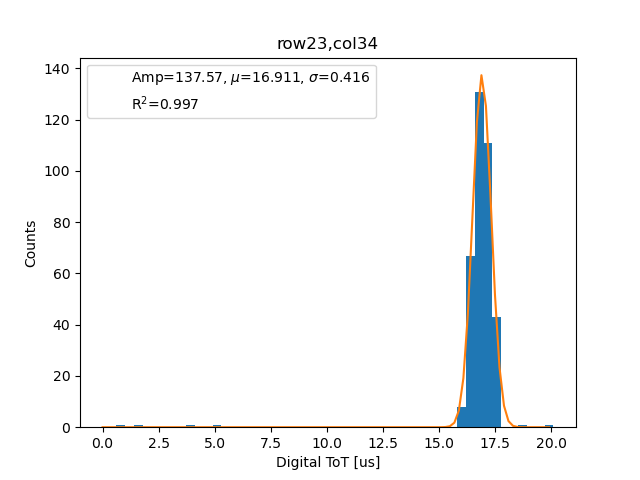 row23,col34
Amp=137.57, μ=16.911, σ=0.416
R²=0.997
140
120
100
80
60
40
20
0
Counts
0.0 2.5 5.0 7.5 10.0 12.5 15.0 17.5 20.0
Digital ToT [us]